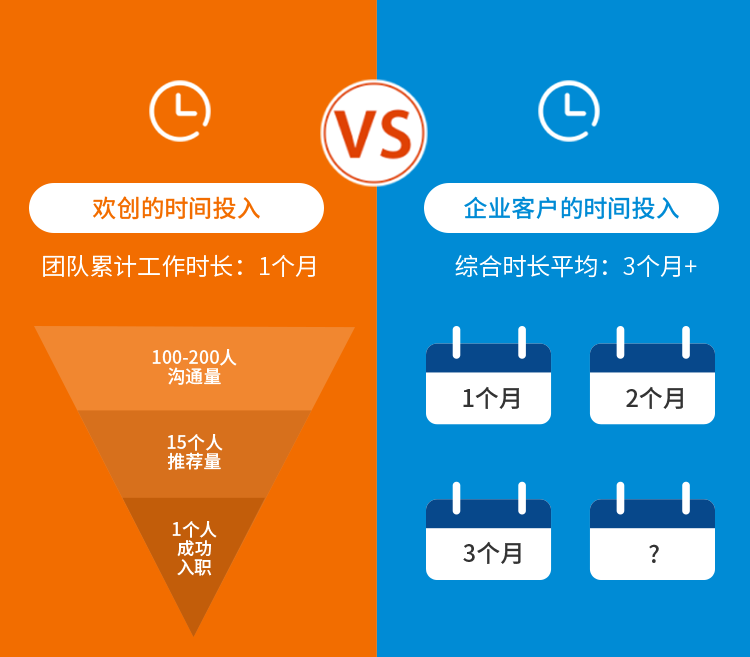 VS
欢创的时间投入
团队累计工作时长：1个月
100-200人
沟通量
15个人
推荐量
1个人
成功
入职
企业客户的时间投入
综合时长平均：3个月+
1个月
2个月
3个月
?